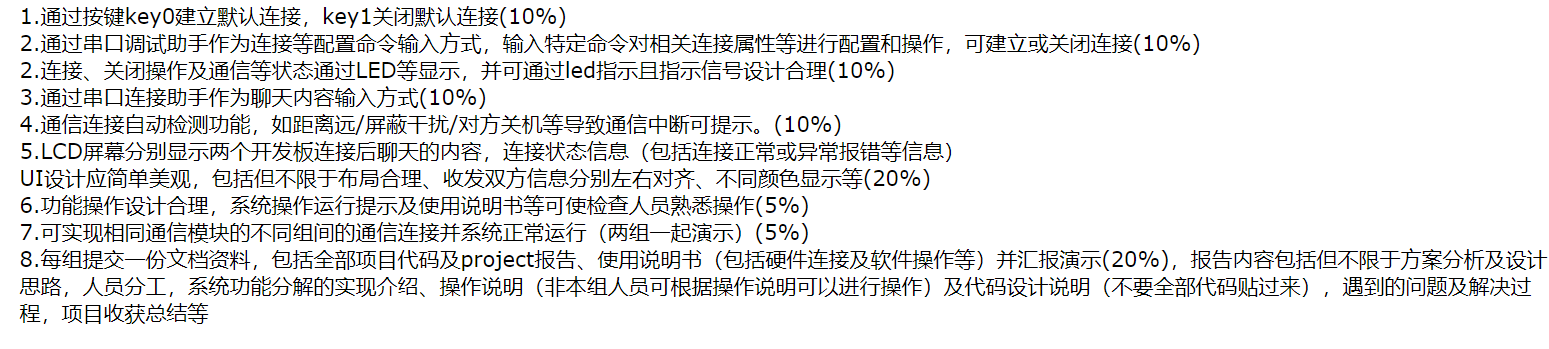 1.通过按键key0建立默认连接，key1关闭默认连接(10%)
2.通过串口调试助手作为连接等配置命令输入方式，输入特定命令对相关连接属性等进行配置和操作，可建立或关闭连接(10%)
2.连接、关闭操作及通信等状态通过LED等显示，并可通过led指示且指示信号设计合理(10%)
3.通过串口连接助手作为聊天内容输入方式(10%)
4.通信连接自动检测功能，如距离远/屏蔽干扰/对方关机等导致通信中断可提示。(10%)
5.LCD屏幕分别显示两个开发板连接后聊天的内容，连接状态信息（包括连接正常或异常报错等信息）
UI设计应简单美观，包括但不限于布局合理、收发双方信息分别左右对齐、不同颜色显示等(20%)
6.功能操作设计合理，系统操作运行提示及使用说明书等可使检查人员熟悉操作(5%)
7.可实现相同通信模块的不同组间的通信连接并系统正常运行（两组一起演示）(5%)
8.每组提交一份文档资料，包括全部项目代码及project报告、使用说明书（包括硬件连接及软件操作等）并汇报演示(20%)，报告内容包括但不限于方案分析及设计
思路，人员分工，系统功能分解的实现介绍、操作说明（非本组人员可根据操作说明可以进行操作）及代码设计说明（不要全部代码贴过来），遇到的问题及解决过
程，项目收获总结等